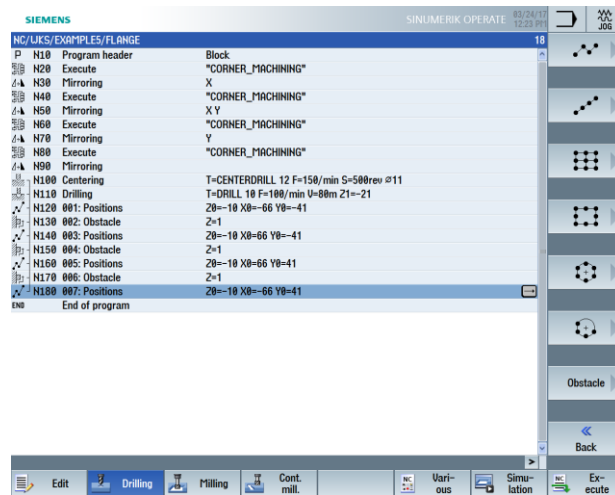 SIEMENS
SINUMERIK OPERATE 03/24/17 12:23 PM
JOG
NC/WKS/EXAMPLE5/FLANGE 18
P N10 Program header Block
N20 Execute "CORNER_MACHINING"
N30 Mirroring X
N40 Execute "CORNER_MACHINING"
N50 Mirroring X Y
N60 Execute "CORNER_MACHINING"
N70 Mirroring Y
N80 Execute "CORNER_MACHINING"
N90 Mirroring
N100 Centering T=CENTERDRILL 12 F=150/min S=500rev ⌀11
N110 Drilling T=DRILL 10 F=100/min V=80m Z1=-21
N120 001: Positions Z0=-10 X0=-66 Y0=-41
N130 002: Obstacle Z=1
N140 003: Positions Z0=-10 X0=66 Y0=-41
N150 004: Obstacle Z=1
N160 005: Positions Z0=-10 X0=66 Y0=41
N170 006: Obstacle Z=1
N180 007: Positions Z0=-10 X0=-66 Y0=41
END End of program
Obstacle
Back
Edit
Drilling
Milling
Cont.
mill.
NC
Vari-
ous
Simu-
lation
NC
Ex-
ecute